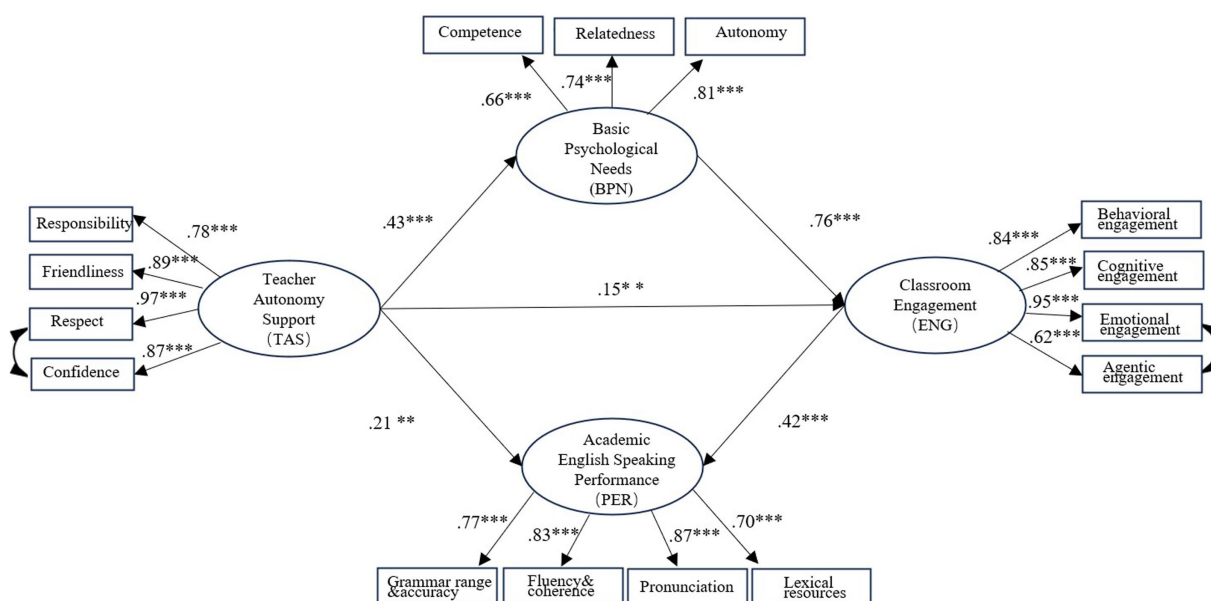 Competence
Relatedness
Autonomy
.66***
.74***
.81***
Basic
Psychological
Needs
(BPN)
Responsibility
Friendliness
Respect
Confidence
.78***
.89***
.97***
.87***
Teacher
Autonomy
Support
(TAS)
.43***
.76***
.15* *
.21 **
.42***
Classroom
Engagement
(ENG)
.84***
.85***
.95***
.62***
Behavioral
engagement
Cognitive
engagement
Emotional
engagement
Agentic
engagement
Academic
English Speaking
Performance
(PER)
.77***
.83***
.87***
.70***
Grammar range
&accuracy
Fluency&
coherence
Pronunciation
Lexical
resources